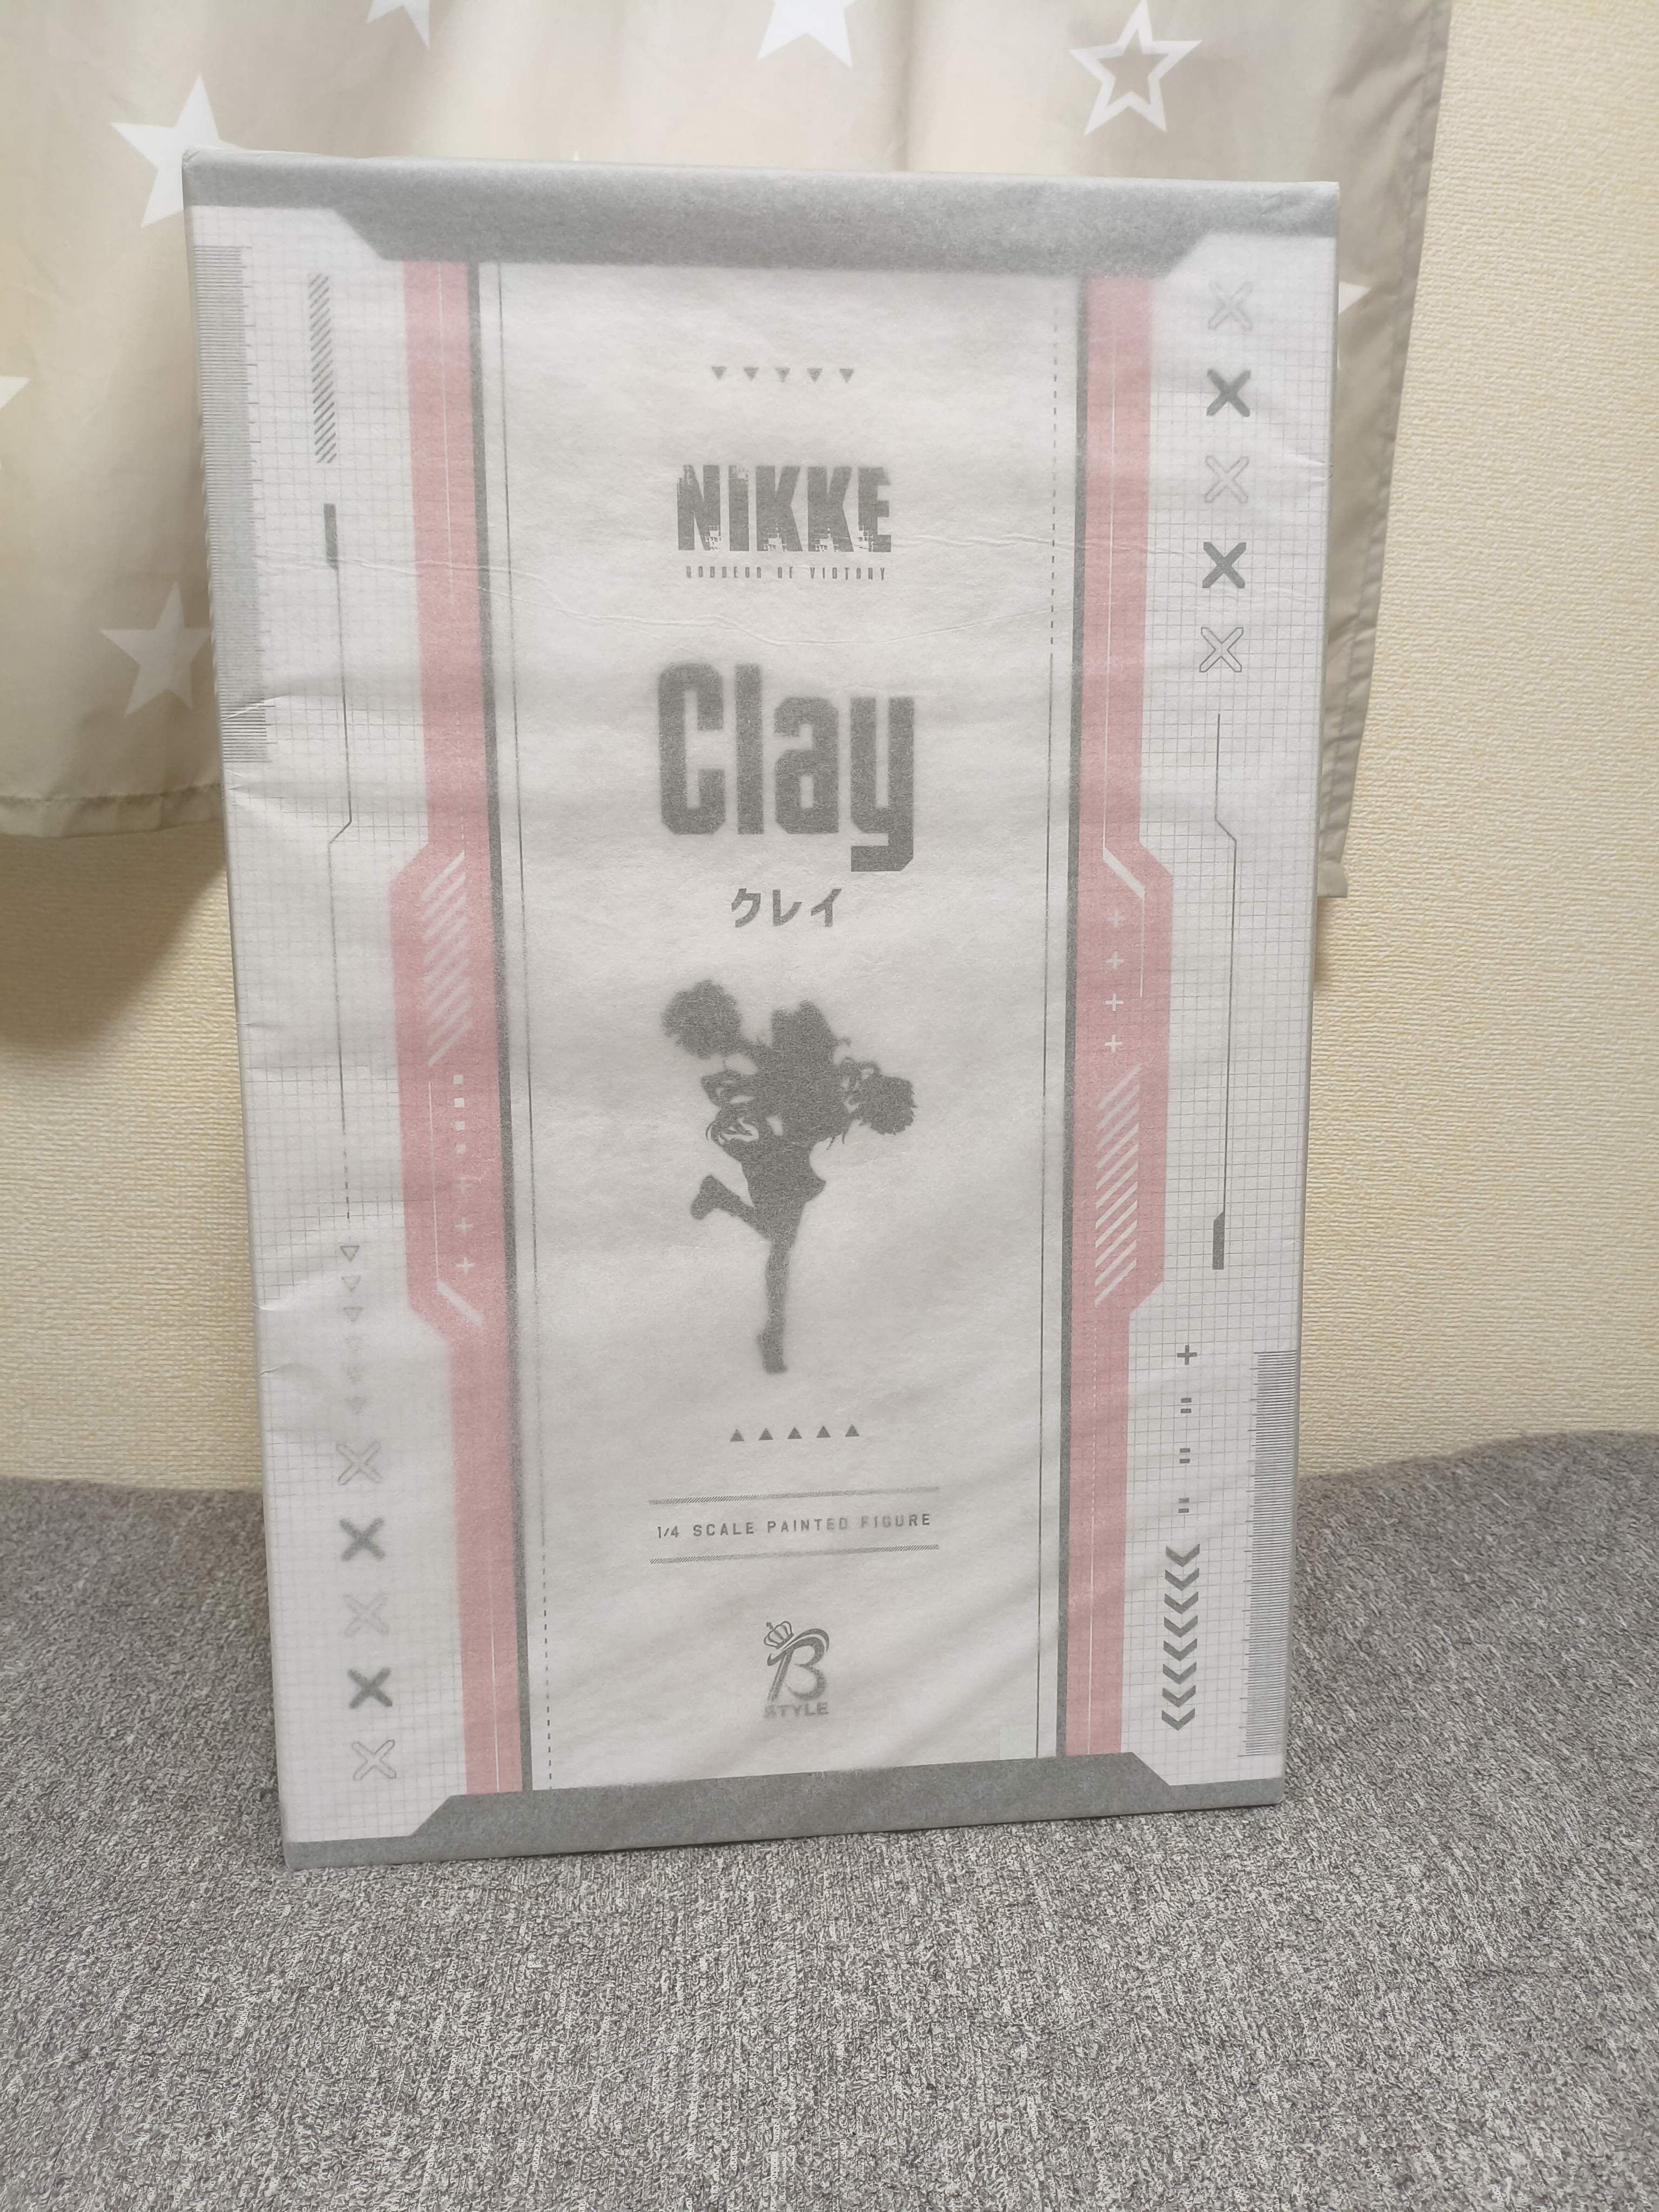 NIKKE
GODDESS OF VICTORY
Clay
クレイ
1/4 SCALE PAINTED FIGURE
B
STYLE